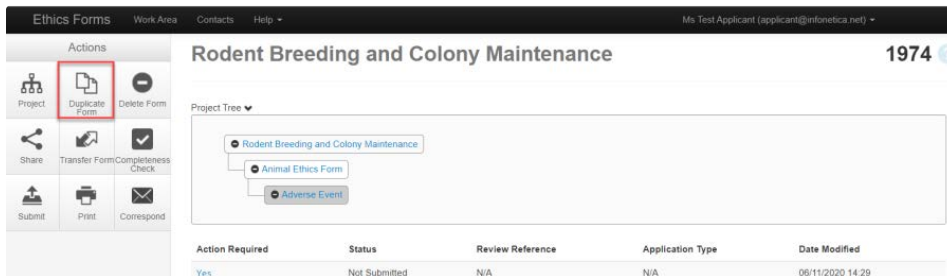 Ethics Forms Work Area Contacts Help Ms Test Applicant (applicant@infonetica.net)
Actions
Rodent Breeding and Colony Maintenance 1974
Project Duplicate Form Delete Form
Project Tree
Rodent Breeding and Colony Maintenance
Share Transfer Form Completeness Check
Animal Ethics Form
Adverse Event
Submit Print Correspond
Action Required Status Review Reference Application Type Date Modified
Yes Not Submitted N/A N/A 06/11/2020 14:29